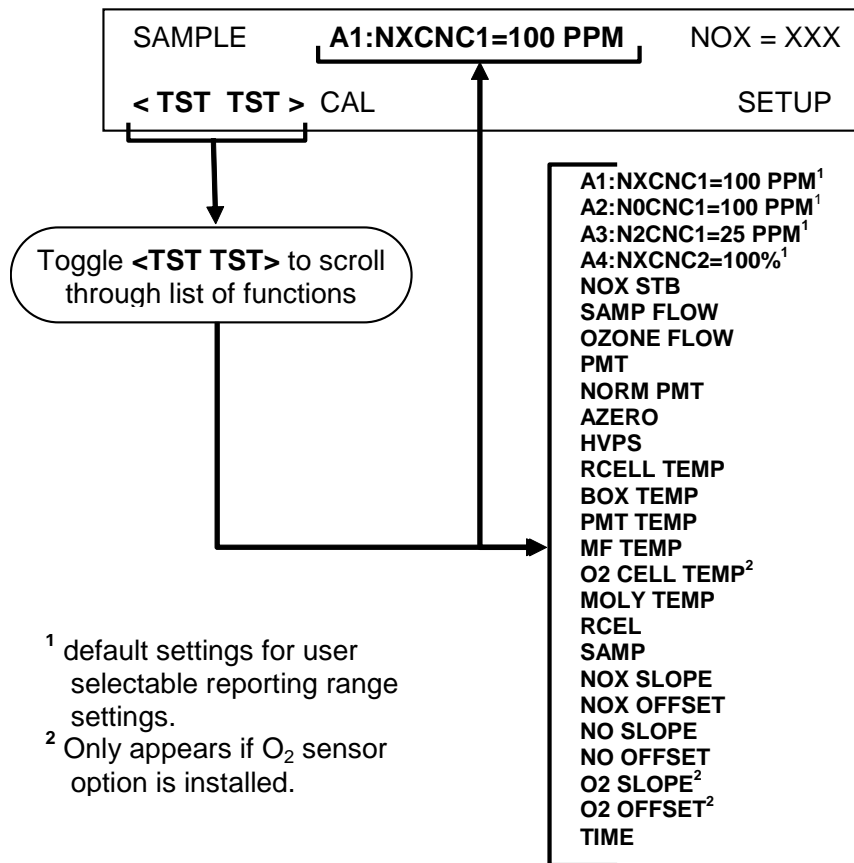 SAMPLE A1:NXCNC1=100 PPM NOX = XXX
< TST TST > CAL SETUP
Toggle <TST TST> to scroll
through list of functions
A1:NXCNC1=100 PPM¹
A2:N0CNC1=100 PPM¹
A3:N2CNC1=25 PPM¹
A4:NXCNC2=100%¹
NOX STB
SAMP FLOW
OZONE FLOW
PMT
NORM PMT
AZERO
HVPS
RCELL TEMP
BOX TEMP
PMT TEMP
MF TEMP
O2 CELL TEMP²
MOLY TEMP
RCEL
SAMP
NOX SLOPE
NOX OFFSET
NO SLOPE
NO OFFSET
O2 SLOPE²
O2 OFFSET²
TIME
¹ default settings for user
selectable reporting range
settings.
² Only appears if O₂ sensor
option is installed.